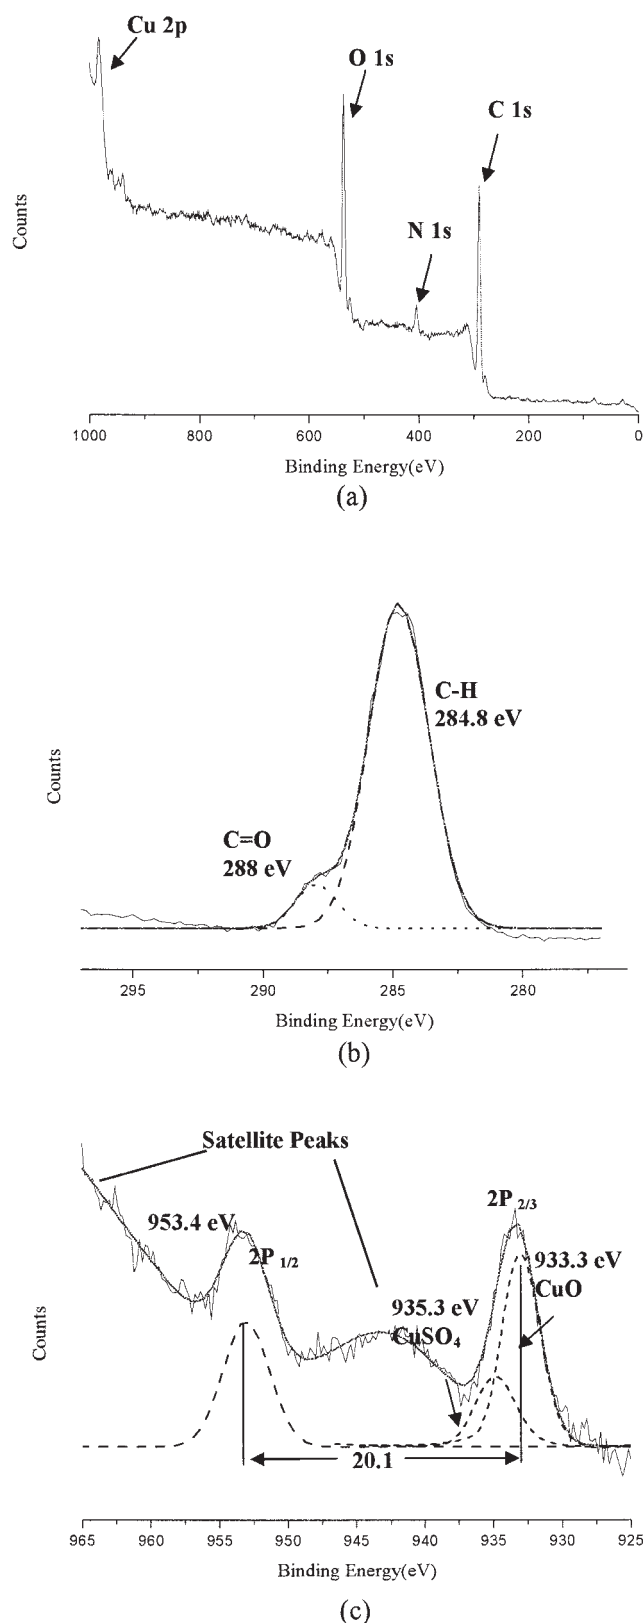 Cu 2p
O 1s
C 1s
N 1s
Counts
1000 800 600 400 200 0
Binding Energy(eV)
(a)
C-H
284.8 eV
C=O
288 eV
Counts
295 290 285 280
Binding Energy(eV)
(b)
Satellite Peaks
2P 2/3
953.4 eV
2P 1/2
933.3 eV
935.3 eV
CuO
CuSO4
Counts
20.1
965 960 955 950 945 940 935 930 925
Binding Energy(eV)
(c)